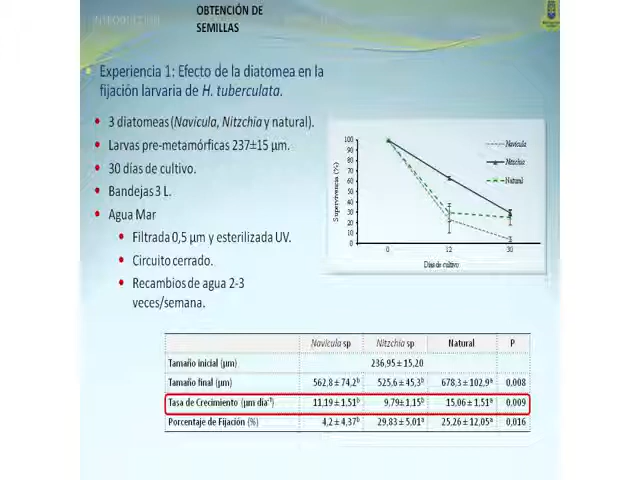 INTRODUCCIÓN
OBTENCIÓN DE
SEMILLAS
Experiencia 1: Efecto de la diatomea en la
fijación larvaria de H. tuberculata.
3 diatomeas (Navicula, Nitzchia y natural).
Larvas pre-metamórficas 237±15 µm.
30 días de cultivo.
Bandejas 3 L.
Agua Mar
Filtrada 0,5 µm y esterilizada UV.
Circuito cerrado.
Recambios de agua 2-3
veces/semana.
Supervivencia (%)
100
90
80
70
60
50
40
30
20
10
0
0 12 30
Días de cultivo
Navicula
Nitzchia
Natural
Navicula sp Nitzchia sp Natural P
Tamaño inicial (µm) 236,95 ± 15,20
Tamaño final (µm) 562,8 ± 74,2ᵇ 525,6 ± 45,3ᵇ 678,3 ± 102,9ᵃ 0,008
Tasa de Crecimiento (µm día⁻¹) 11,19 ± 1,51ᵇ 9,79 ± 1,15ᵇ 15,06 ± 1,51ᵃ 0,009
Porcentaje de Fijación (%) 4,2 ± 4,37ᵇ 29,83 ± 5,01ᵃ 25,26 ± 12,05ᵃ 0,016